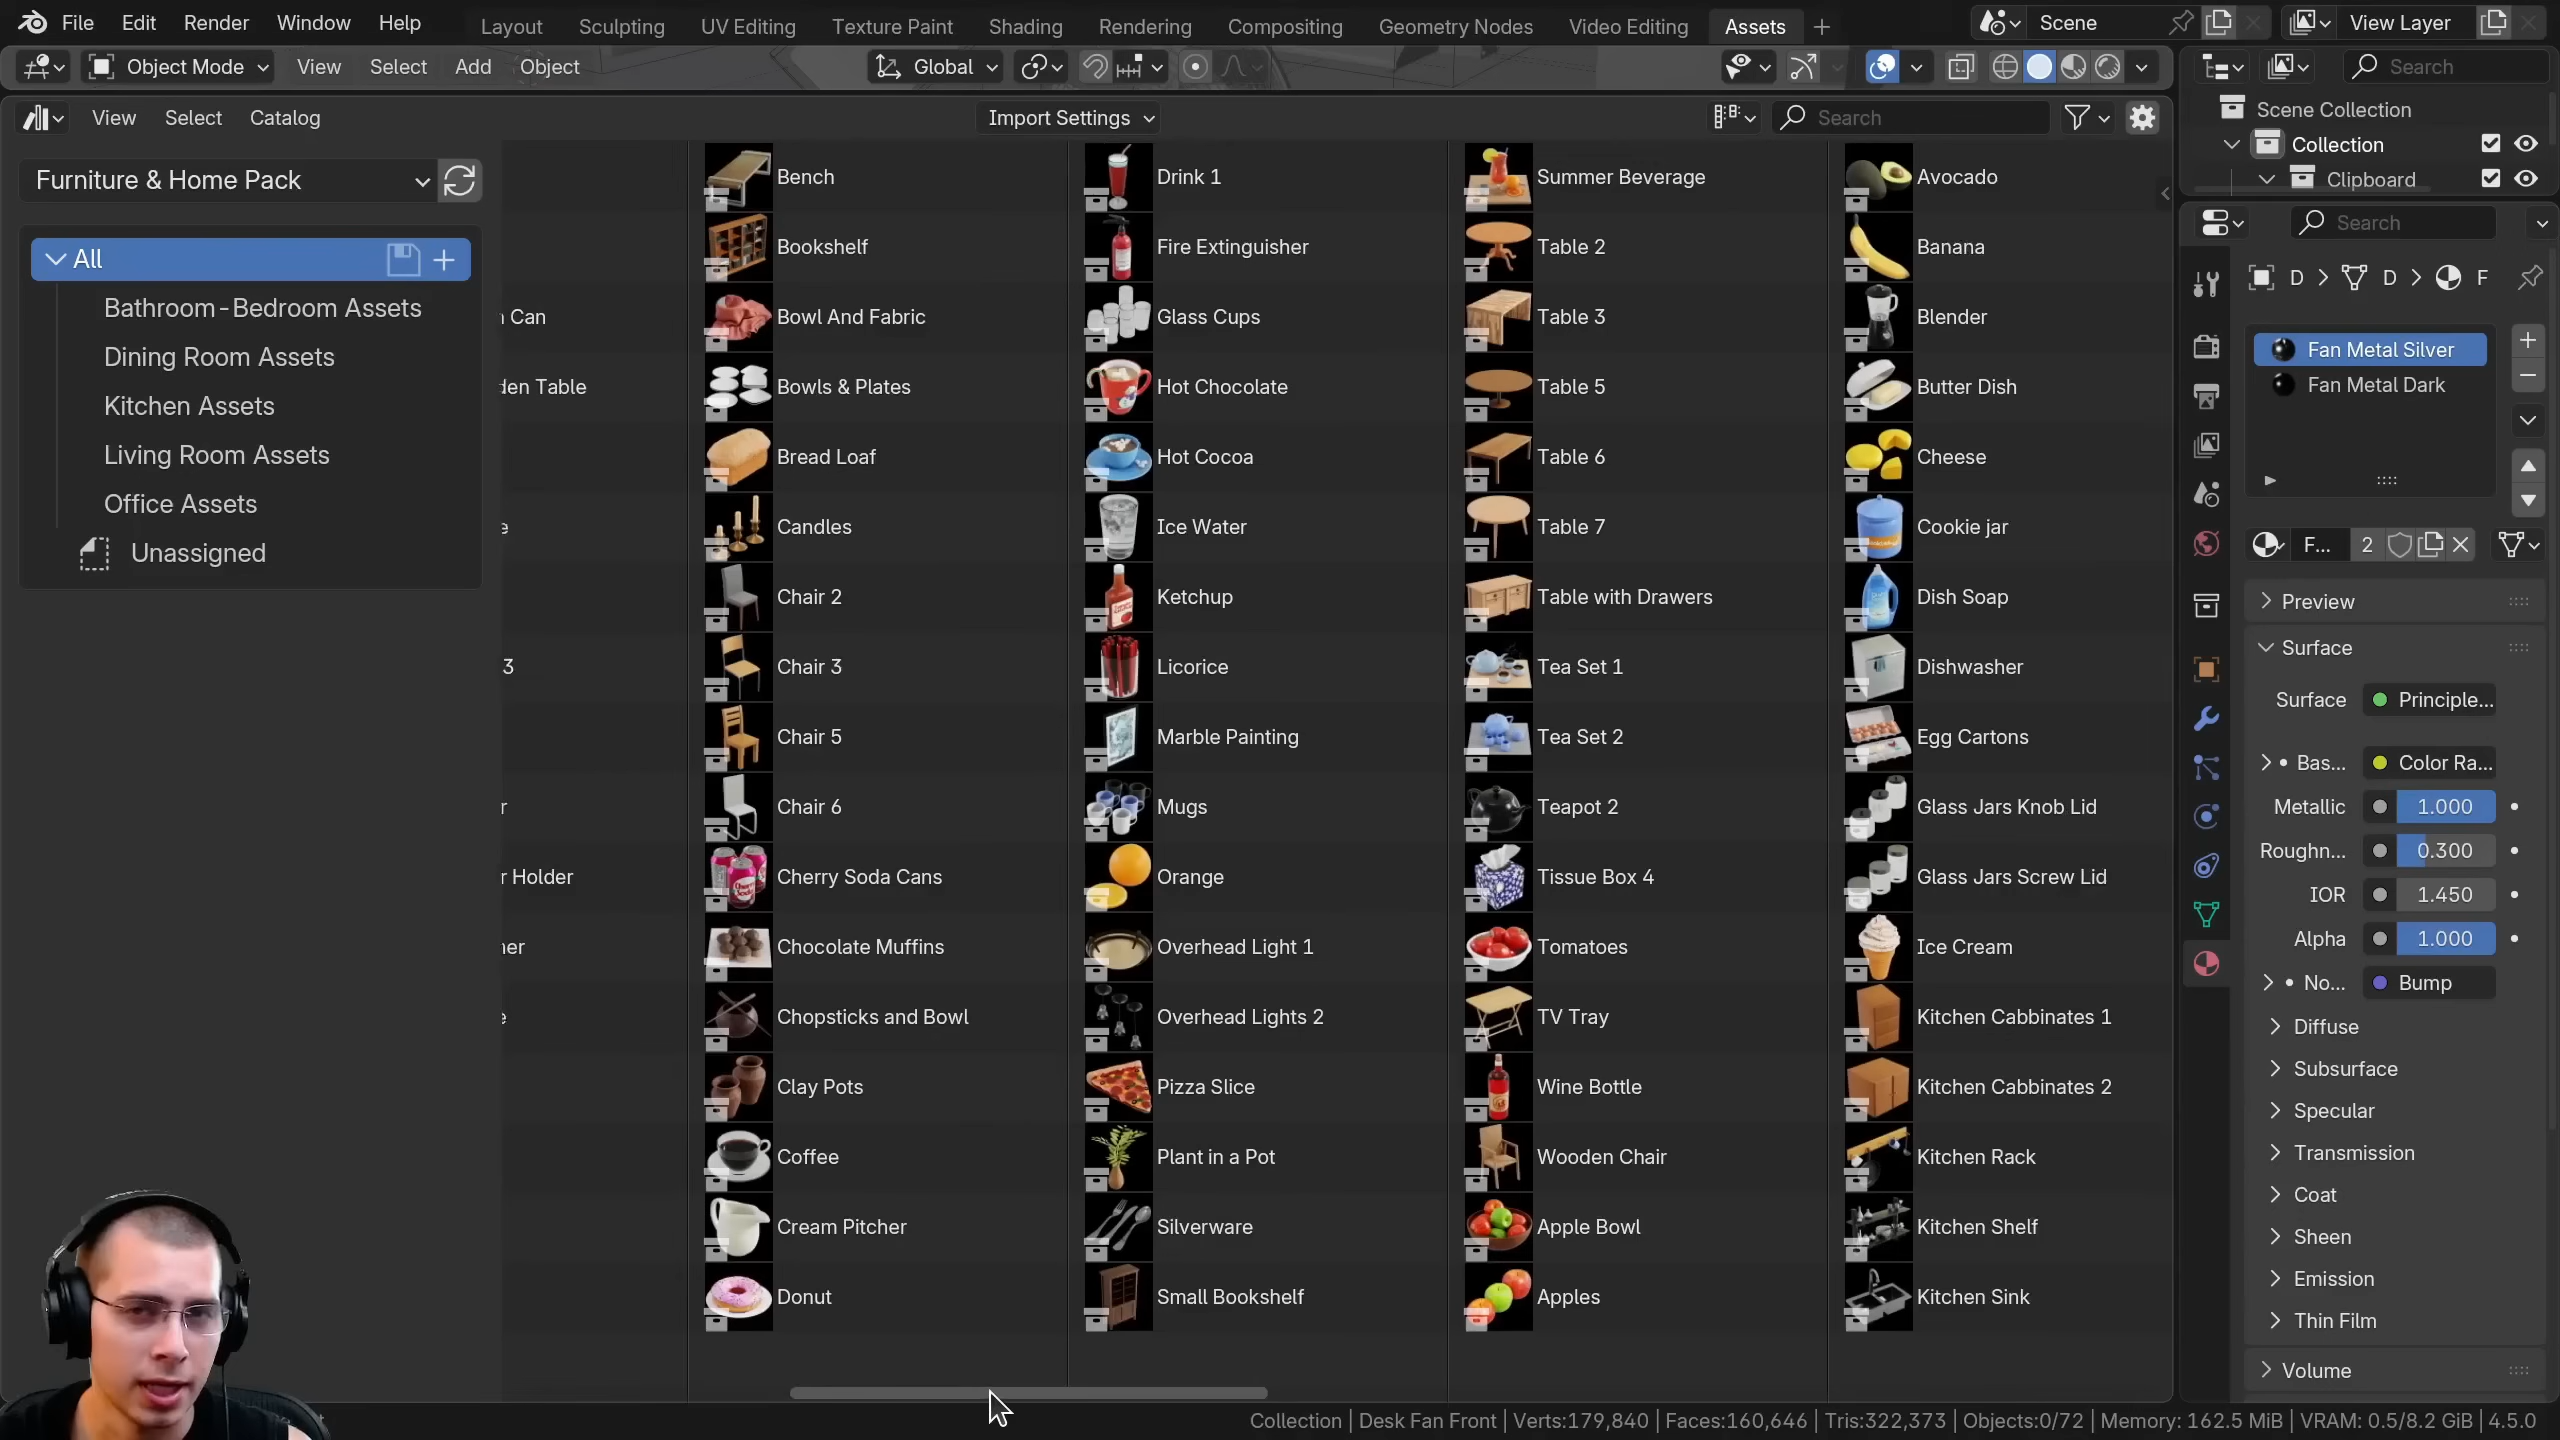 File Edit Render Window Help Layout Sculpting UV Editing Texture Paint Shading Rendering Compositing Geometry Nodes Video Editing Assets Scene View Layer
Object Mode View Select Add Object Global Search
View Select Catalog Import Settings Search
Scene Collection
Collection
Clipboard
Furniture & Home Pack
All
Bathroom-Bedroom Assets
Dining Room Assets
Kitchen Assets
Living Room Assets
Office Assets
Unassigned
n Can
den Table
e
3
r
r Holder
ner
e
Bench
Bookshelf
Bowl And Fabric
Bowls & Plates
Bread Loaf
Candles
Chair 2
Chair 3
Chair 5
Chair 6
Cherry Soda Cans
Chocolate Muffins
Chopsticks and Bowl
Clay Pots
Coffee
Cream Pitcher
Donut
Drink 1
Fire Extinguisher
Glass Cups
Hot Chocolate
Hot Cocoa
Ice Water
Ketchup
Licorice
Marble Painting
Mugs
Orange
Overhead Light 1
Overhead Lights 2
Pizza Slice
Plant in a Pot
Silverware
Small Bookshelf
Summer Beverage
Table 2
Table 3
Table 5
Table 6
Table 7
Table with Drawers
Tea Set 1
Tea Set 2
Teapot 2
Tissue Box 4
Tomatoes
TV Tray
Wine Bottle
Wooden Chair
Apple Bowl
Apples
Avocado
Banana
Blender
Butter Dish
Cheese
Cookie jar
Dish Soap
Dishwasher
Egg Cartons
Glass Jars Knob Lid
Glass Jars Screw Lid
Ice Cream
Kitchen Cabbinates 1
Kitchen Cabbinates 2
Kitchen Rack
Kitchen Shelf
Kitchen Sink
Search
D > D > F
Fan Metal Silver
Fan Metal Dark
F... 2
Preview
Surface
Surface Principle...
Bas... Color Ra...
Metallic 1.000
Roughn... 0.300
IOR 1.450
Alpha 1.000
No... Bump
Diffuse
Subsurface
Specular
Transmission
Coat
Sheen
Emission
Thin Film
Volume
Collection | Desk Fan Front | Verts:179,840 | Faces:160,646 | Tris:322,373 | Objects:0/72 | Memory: 162.5 MiB | VRAM: 0.5/8.2 GiB | 4.5.0